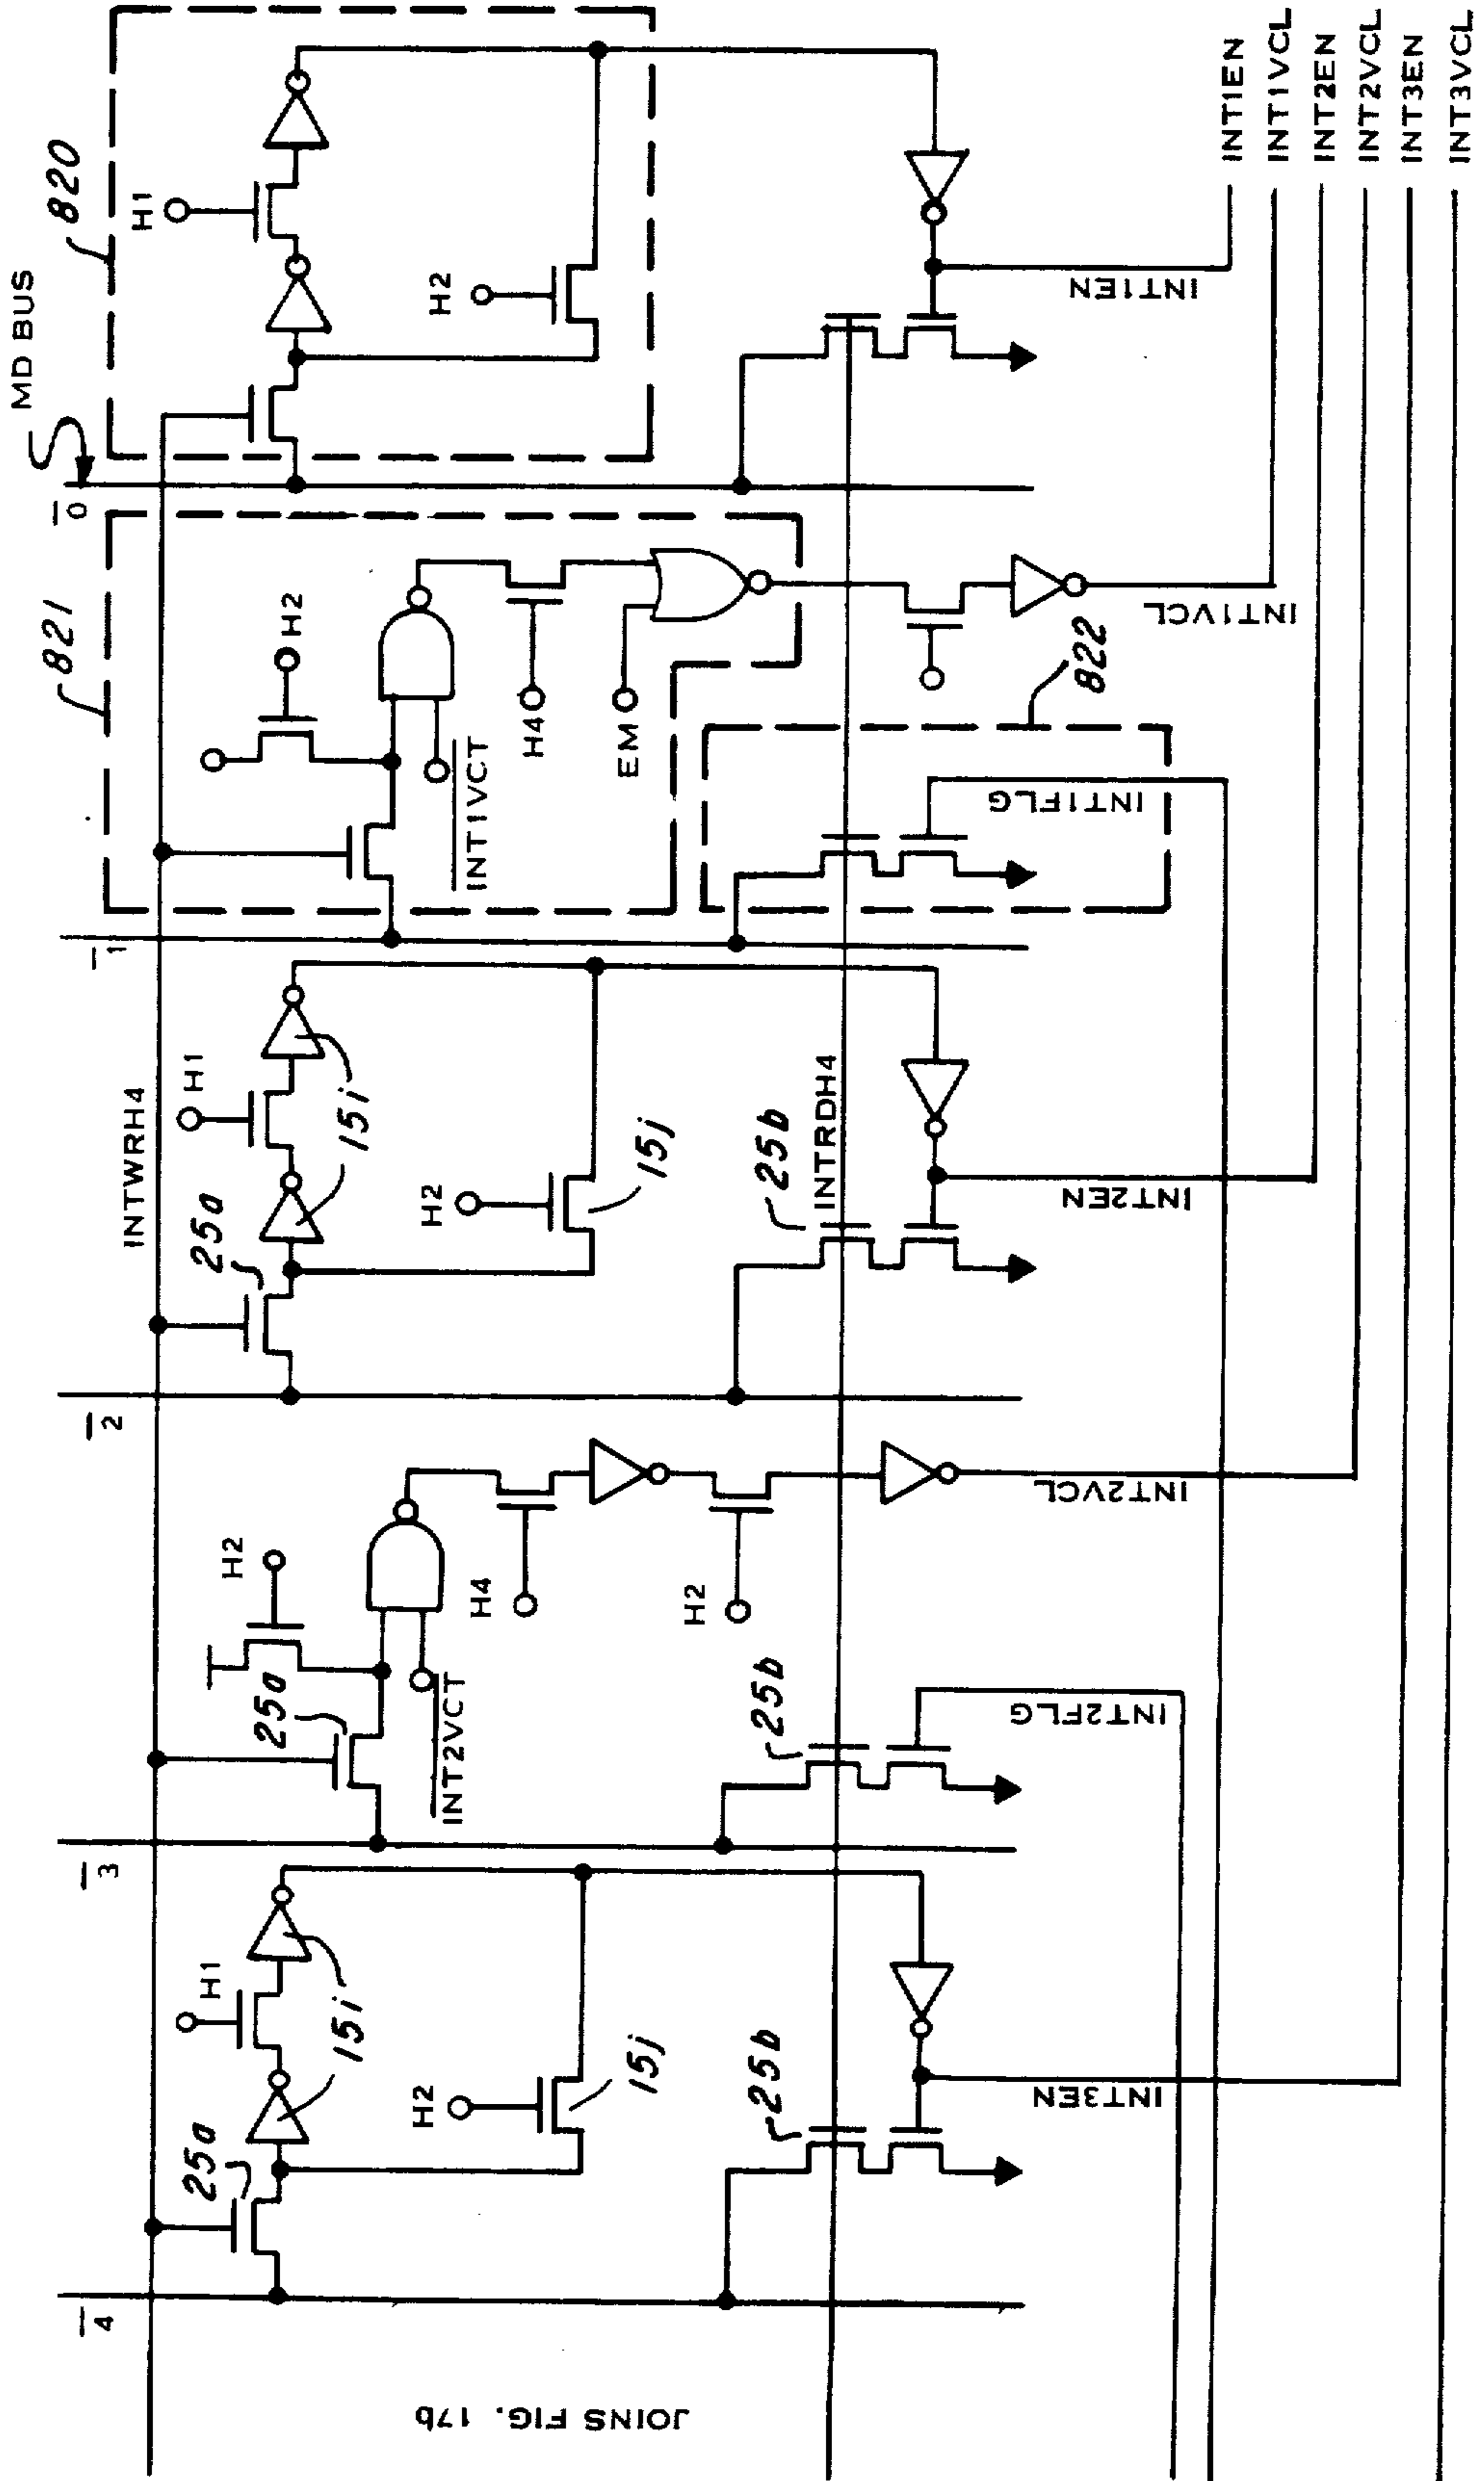 MD BUS
820
H1
H2
0
821
H2
INT1VCT
H4
EM
INT1EN
INT1VCL
822
INT1FLG
1
INTWRH4
H1
15i
25a
H2
15j
25b
INTRDH4
INT2EN
2
H2
25a
INT2VCT
H4
H2
INT2VCL
25b
INT2FLG
3
H1
15i
25a
H2
15j
25b
INT3EN
4
INT1EN
INT1VCL
INT2EN
INT2VCL
INT3EN
INT3VCL
JOINS FIG. 17b